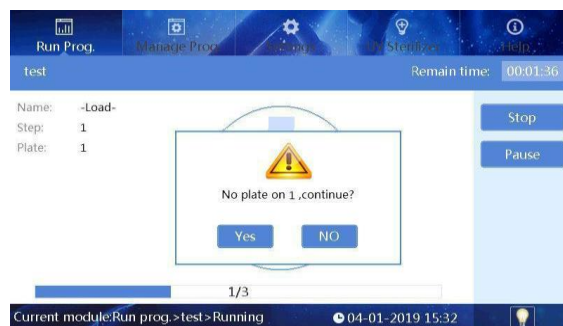 Run Prog.
Manage Prog.
Settings
UV Sterilizer
Help
test
Remain time: 00:01:36
Name: -Load-
Step: 1
Plate: 1
Stop
Pause
No plate on 1 ,continue?
Yes
NO
1/3
Current module:Run prog.>test>Running
04-01-2019 15:32